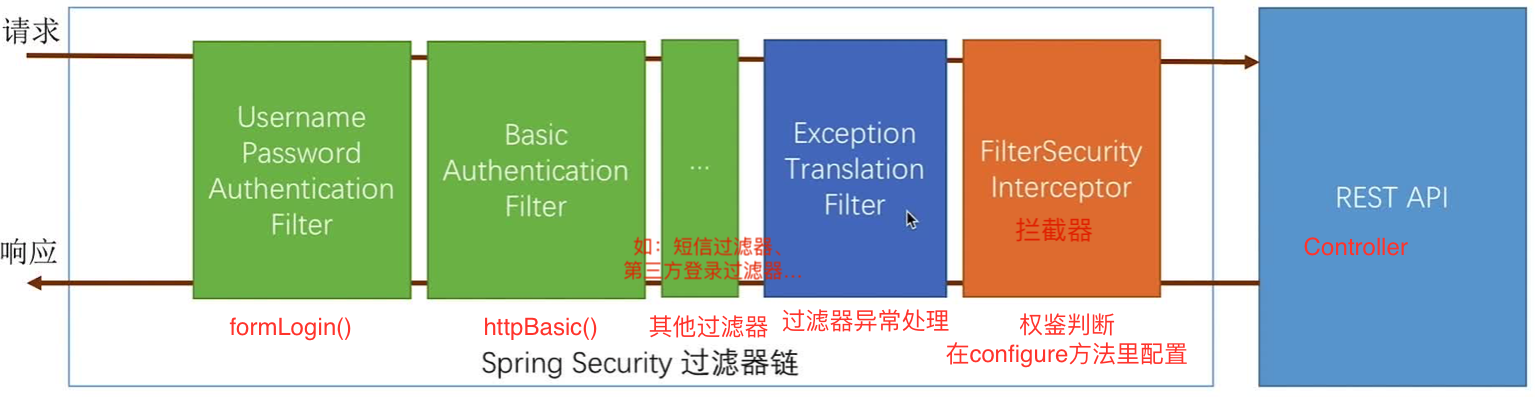 请求
响应
Username
Password
Authentication
Filter
formLogin()
Basic
Authentication
Filter
httpBasic()
...
如：短信过滤器、
第三方登录过滤器...
其他过滤器
Exception
Translation
Filter
过滤器异常处理
FilterSecurity
Interceptor
拦截器
权鉴判断
在configure方法里配置
Spring Security 过滤器链
REST API
Controller